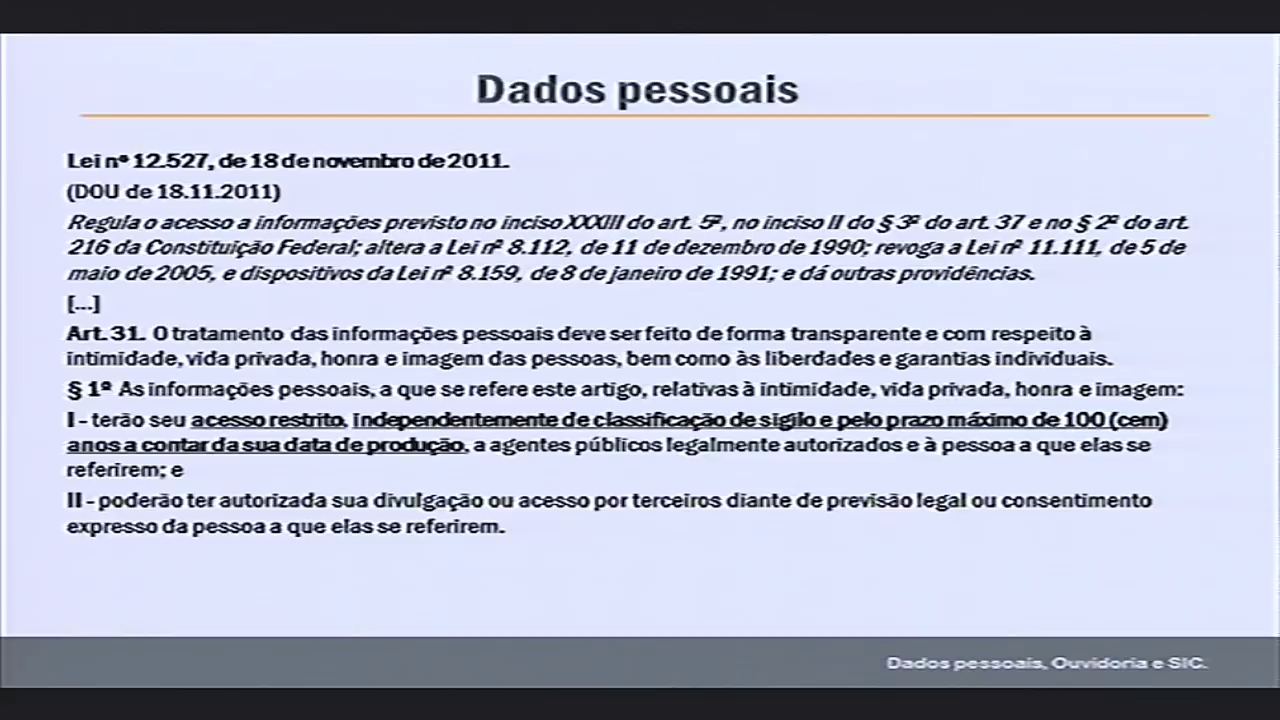 Dados pessoais
Lei nº 12.527, de 18 de novembro de 2011.
(DOU de 18.11.2011)
Regula o acesso a informações previsto no inciso XXXIII do art. 5º, no inciso II do § 3º do art. 37 e no § 2º do art.
216 da Constituição Federal; altera a Lei nº 8.112, de 11 de dezembro de 1990; revoga a Lei nº 11.111, de 5 de
maio de 2005, e dispositivos da Lei nº 8.159, de 8 de janeiro de 1991; e dá outras providências.
[...]
Art. 31. O tratamento das informações pessoais deve ser feito de forma transparente e com respeito à
intimidade, vida privada, honra e imagem das pessoas, bem como às liberdades e garantias individuais.
§ 1º As informações pessoais, a que se refere este artigo, relativas à intimidade, vida privada, honra e imagem:
I - terão seu acesso restrito, independentemente de classificação de sigilo e pelo prazo máximo de 100 (cem)
anos a contar da sua data de produção, a agentes públicos legalmente autorizados e à pessoa a que elas se
referirem; e
II - poderão ter autorizada sua divulgação ou acesso por terceiros diante de previsão legal ou consentimento
expresso da pessoa a que elas se referirem.
Dados pessoais, Ouvidoria e SIC.